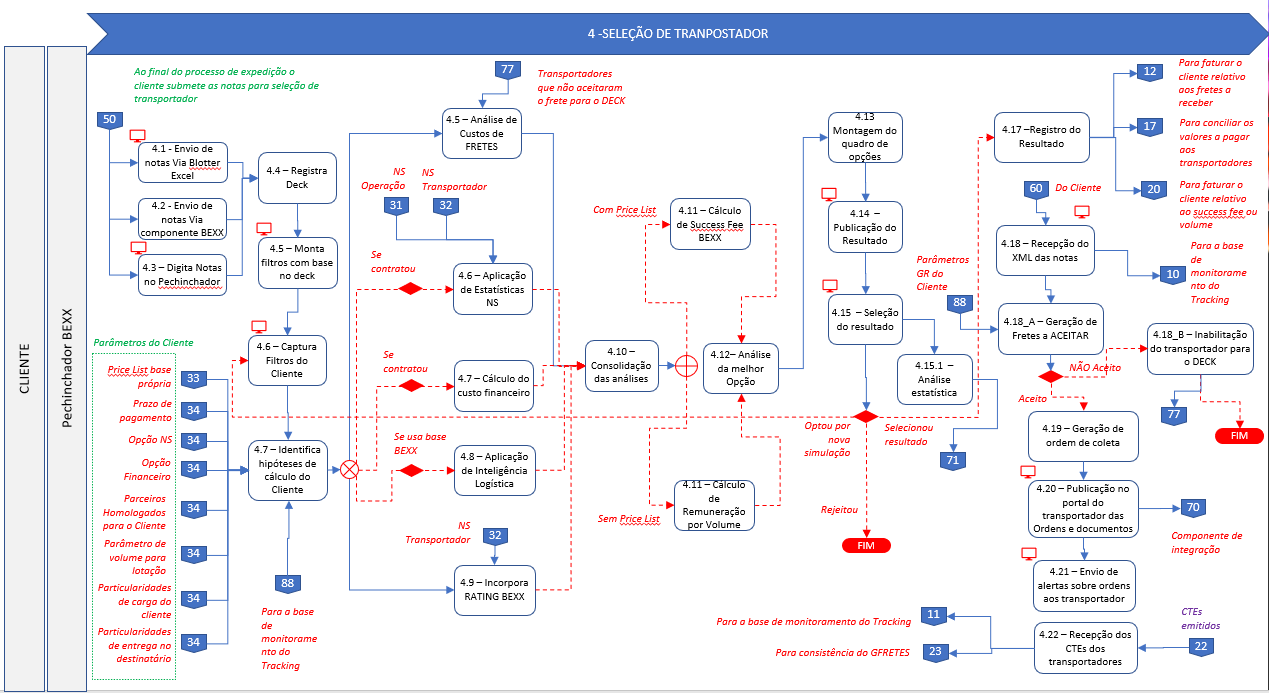 4 -SELEÇÃO DE TRANPOSTADOR
CLIENTE
Pechinchador BEXX
Ao final do processo de expedição o
cliente submete as notas para seleção de
transportador
50
4.1 - Envio de
notas Via Blotter
Excel
4.2 - Envio de
notas Via
componente BEXX
4.3 – Digita Notas
no Pechinchador
4.4 – Registra
Deck
4.5 – Monta
filtros com base
no deck
4.6 – Captura
Filtros do
Cliente
4.7 – Identifica
hipóteses de
cálculo do
Cliente
Parâmetros do Cliente
Price List base
própria
33
Prazo de
pagamento
34
Opção NS
34
Opção
Financeiro
34
Parceiros
Homologados
para o Cliente
34
Parâmetro de
volume para
lotação
34
Particularidades
de carga do
cliente
34
Particularidades
de entrega no
destinatário
34
88
Para a base
de
monitorame
nto do
Tracking
77
Transportadores
que não aceitaram
o frete para o DECK
4.5 – Análise de
Custos de
FRETES
NS
Operação
31
NS
Transportador
32
Se
contratou
4.6 – Aplicação
de Estatísticas
NS
Se
contratou
4.7 – Cálculo do
custo financeiro
Se usa base
BEXX
4.8 – Aplicação
de Inteligência
Logística
NS
Transportador
32
4.9 – Incorpora
RATING BEXX
4.10 –
Consolidação
das análises
Com Price List
4.11 – Cálculo
de Success Fee
BEXX
4.12 – Análise
da melhor
Opção
Sem Price List
4.11 – Cálculo
de
Remuneração
por Volume
4.13
Montagem do
quadro de
opções
4.14 –
Publicação do
Resultado
4.15 – Seleção
do resultado
4.15.1 –
Análise
estatística
71
Optou por
nova
simulação
Selecionou
resultado
Rejeitou
FIM
4.17 –Registro do
Resultado
12
Para faturar o
cliente relativo
aos fretes a
receber
17
Para conciliar os
valores a pagar
aos
transportadores
20
Para faturar o
cliente relativo
ao success fee ou
volume
60
Do Cliente
4.18 – Recepção do
XML das notas
10
Para a base
de
monitorame
nto do
Tracking
Parâmetros
GR do
Cliente
88
4.18_A – Geração de
Fretes a ACEITAR
NÃO Aceito
4.18_B – Inabilitação
do transportador para
o DECK
77
FIM
Aceito
4.19 – Geração de
ordem de coleta
4.20 – Publicação no
portal do
transportador das
Ordens e documentos
70
Componente de
integração
4.21 – Envio de
alertas sobre ordens
aos transportador
CTEs
emitidos
22
4.22 – Recepção dos
CTEs dos
transportadores
Para a base de monitoramento do Tracking
11
Para consistência do GFRETES
23